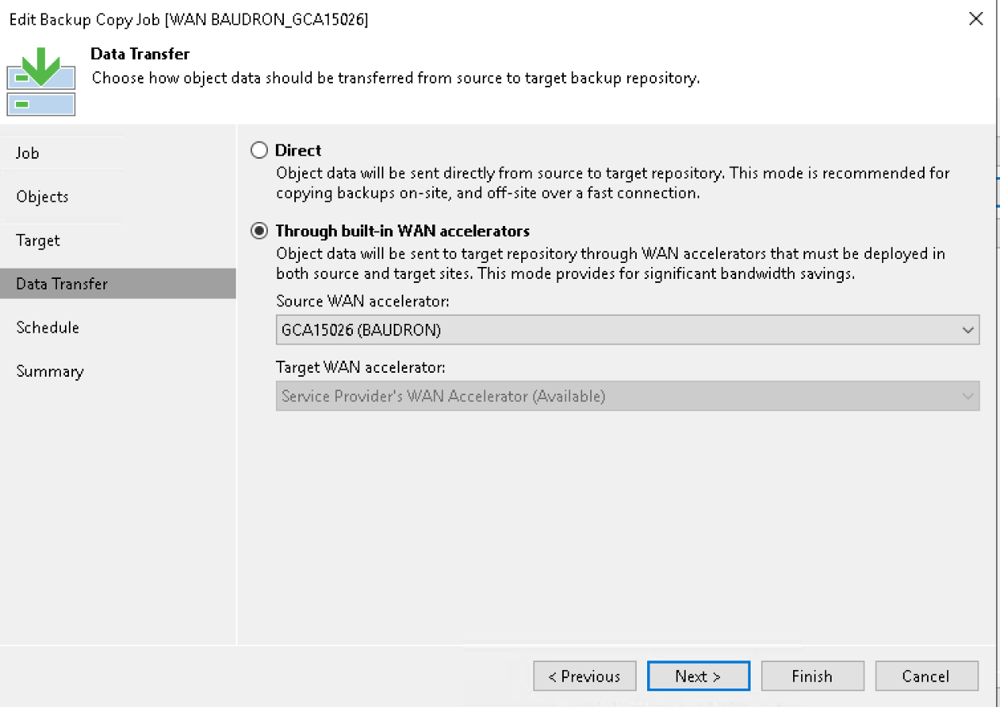 Edit Backup Copy Job [WAN BAUDRON_GCA15026]
Data Transfer
Choose how object data should be transferred from source to target backup repository.
Job
Objects
Target
Data Transfer
Schedule
Summary
Direct
Object data will be sent directly from source to target repository. This mode is recommended for
copying backups on-site, and off-site over a fast connection.
Through built-in WAN accelerators
Object data will be sent to target repository through WAN accelerators that must be deployed in
both source and target sites. This mode provides for significant bandwidth savings.
Source WAN accelerator:
GCA15026 (BAUDRON)
Target WAN accelerator:
Service Provider's WAN Accelerator (Available)
< Previous
Next >
Finish
Cancel